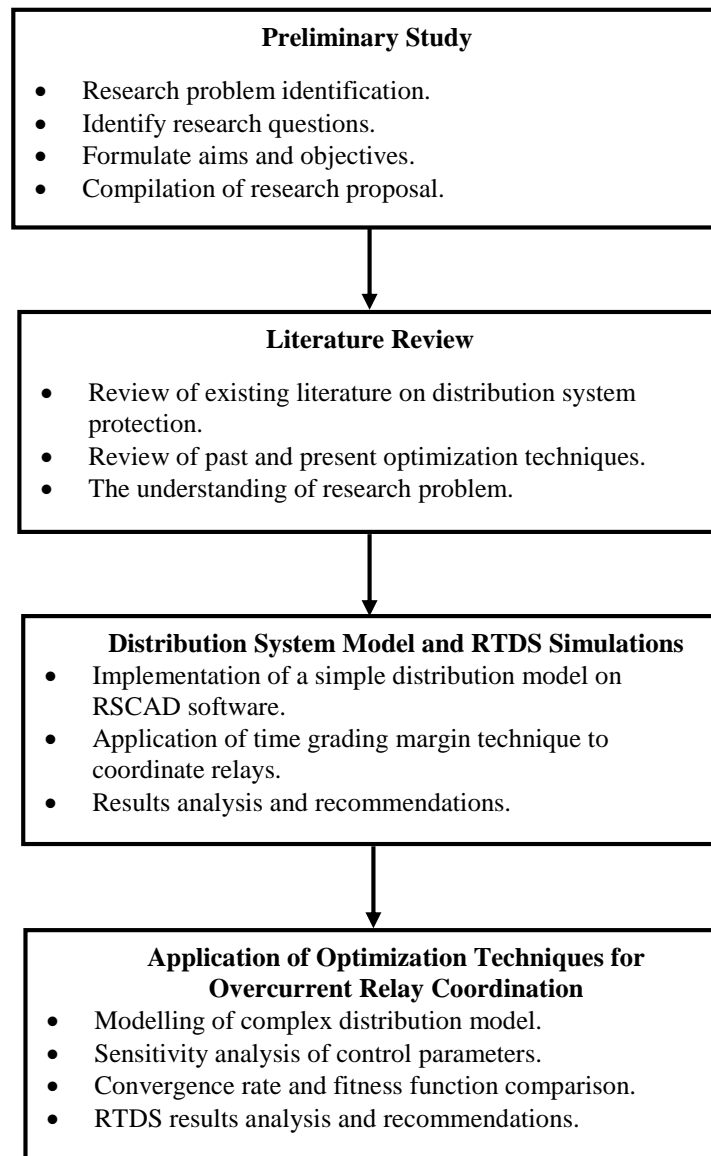 Preliminary Study
• Research problem identification.
• Identify research questions.
• Formulate aims and objectives.
• Compilation of research proposal.
Literature Review
• Review of existing literature on distribution system
protection.
• Review of past and present optimization techniques.
• The understanding of research problem.
Distribution System Model and RTDS Simulations
• Implementation of a simple distribution model on
RSCAD software.
• Application of time grading margin technique to
coordinate relays.
• Results analysis and recommendations.
Application of Optimization Techniques for
Overcurrent Relay Coordination
• Modelling of complex distribution model.
• Sensitivity analysis of control parameters.
• Convergence rate and fitness function comparison.
• RTDS results analysis and recommendations.